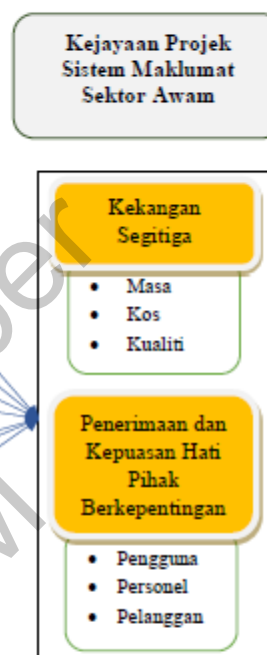 Kejayaan Projek
Sistem Maklumat
Sektor Awam
Kekangan
Segitiga
• Masa
• Kos
• Kualiti
Penerimaan dan
Kepuasan Hati
Pihak
Berkepentingan
• Pengguna
• Personel
• Pelanggan